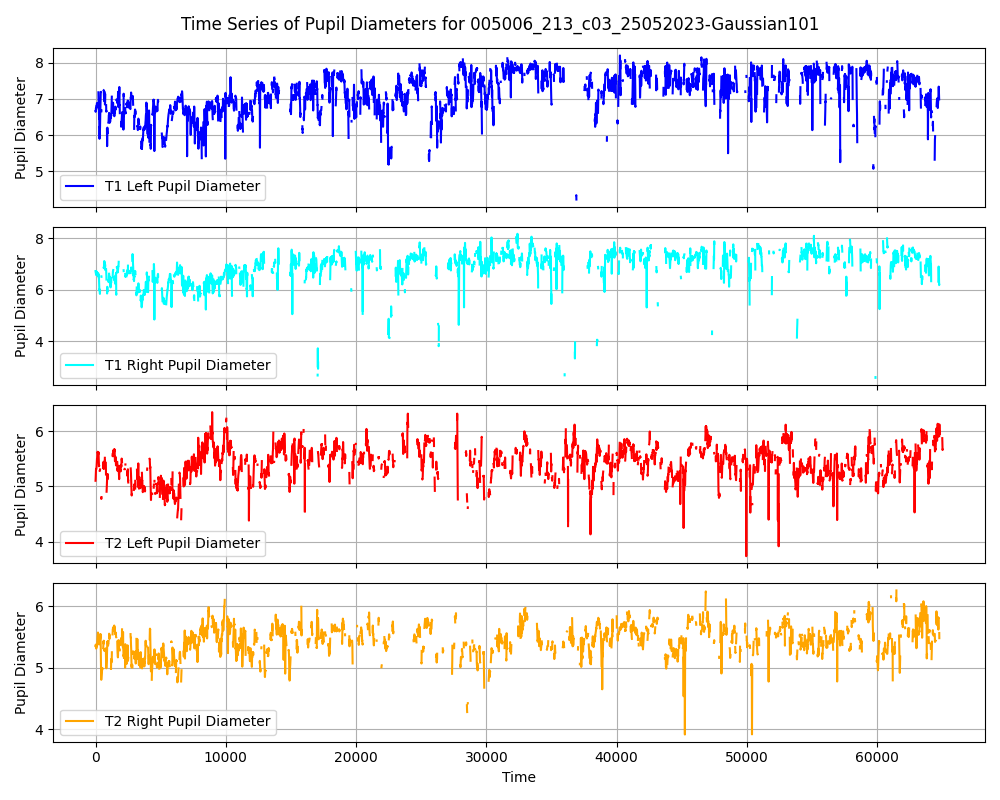 Time Series of Pupil Diameters for 005006_213_c03_25052023-Gaussian101
8
7
6
5
Pupil Diameter
T1 Left Pupil Diameter
8
6
4
Pupil Diameter
T1 Right Pupil Diameter
6
5
4
Pupil Diameter
T2 Left Pupil Diameter
6
5
4
Pupil Diameter
T2 Right Pupil Diameter
0 10000 20000 30000 40000 50000 60000
Time